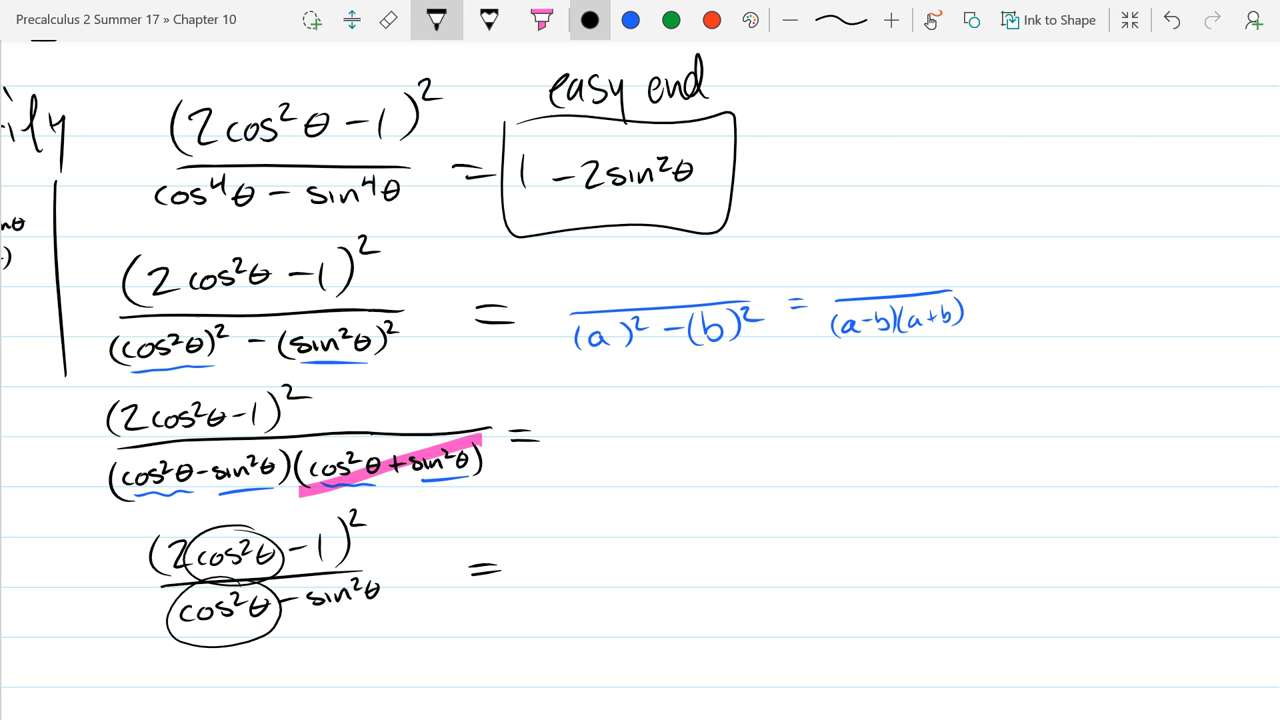 Precalculus 2 Summer 17 » Chapter 10
Ink to Shape
easy end
ify
(2cos²θ - 1)² / cos⁴θ - sin⁴θ = 1 - 2sin²θ
nθ
)
(2cos²θ - 1)² / (cos²θ)² - (sin²θ)² = / (a)² - (b)² = / (a-b)(a+b)
(2cos²θ-1)² / (cos²θ-sin²θ)(cos²θ+sin²θ) =
(2cos²θ-1)² / cos²θ-sin²θ =